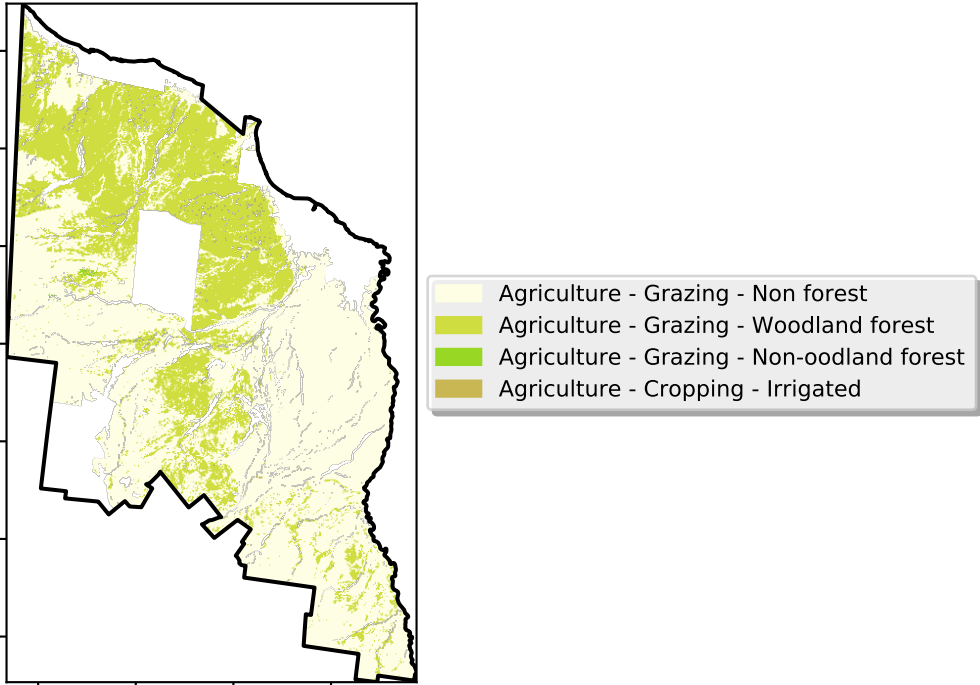 Agriculture - Grazing - Non forest
Agriculture - Grazing - Woodland forest
Agriculture - Grazing - Non-oodland forest
Agriculture - Cropping - Irrigated